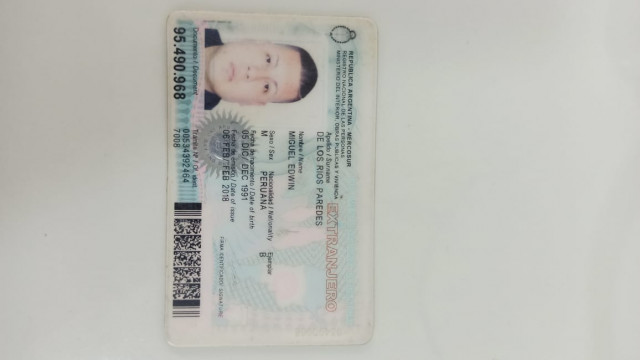 REPÚBLICA ARGENTINA - MERCOSUR
REGISTRO NACIONAL DE LAS PERSONAS
MINISTERIO DEL INTERIOR, OBRAS PUBLICAS Y VIVIENDA
EXTRANJERO
Apellido / Surname
DE LOS RIOS PAREDES
Nombre / Name
MIGUEL EDWIN
Sexo / Sex Nacionalidad / Nationality Ejemplar
M PERUANA B
Fecha de nacimiento / Date of birth
05 DIC/ DEC 1991
Fecha de emisión / Date of issue
06 FEB/ FEB 2018
FIRMA IDENTIFICADO / SIGNATURE
Documento / Document
95.490.968
Trámite Nº / Of. ident.
00534392464
7008